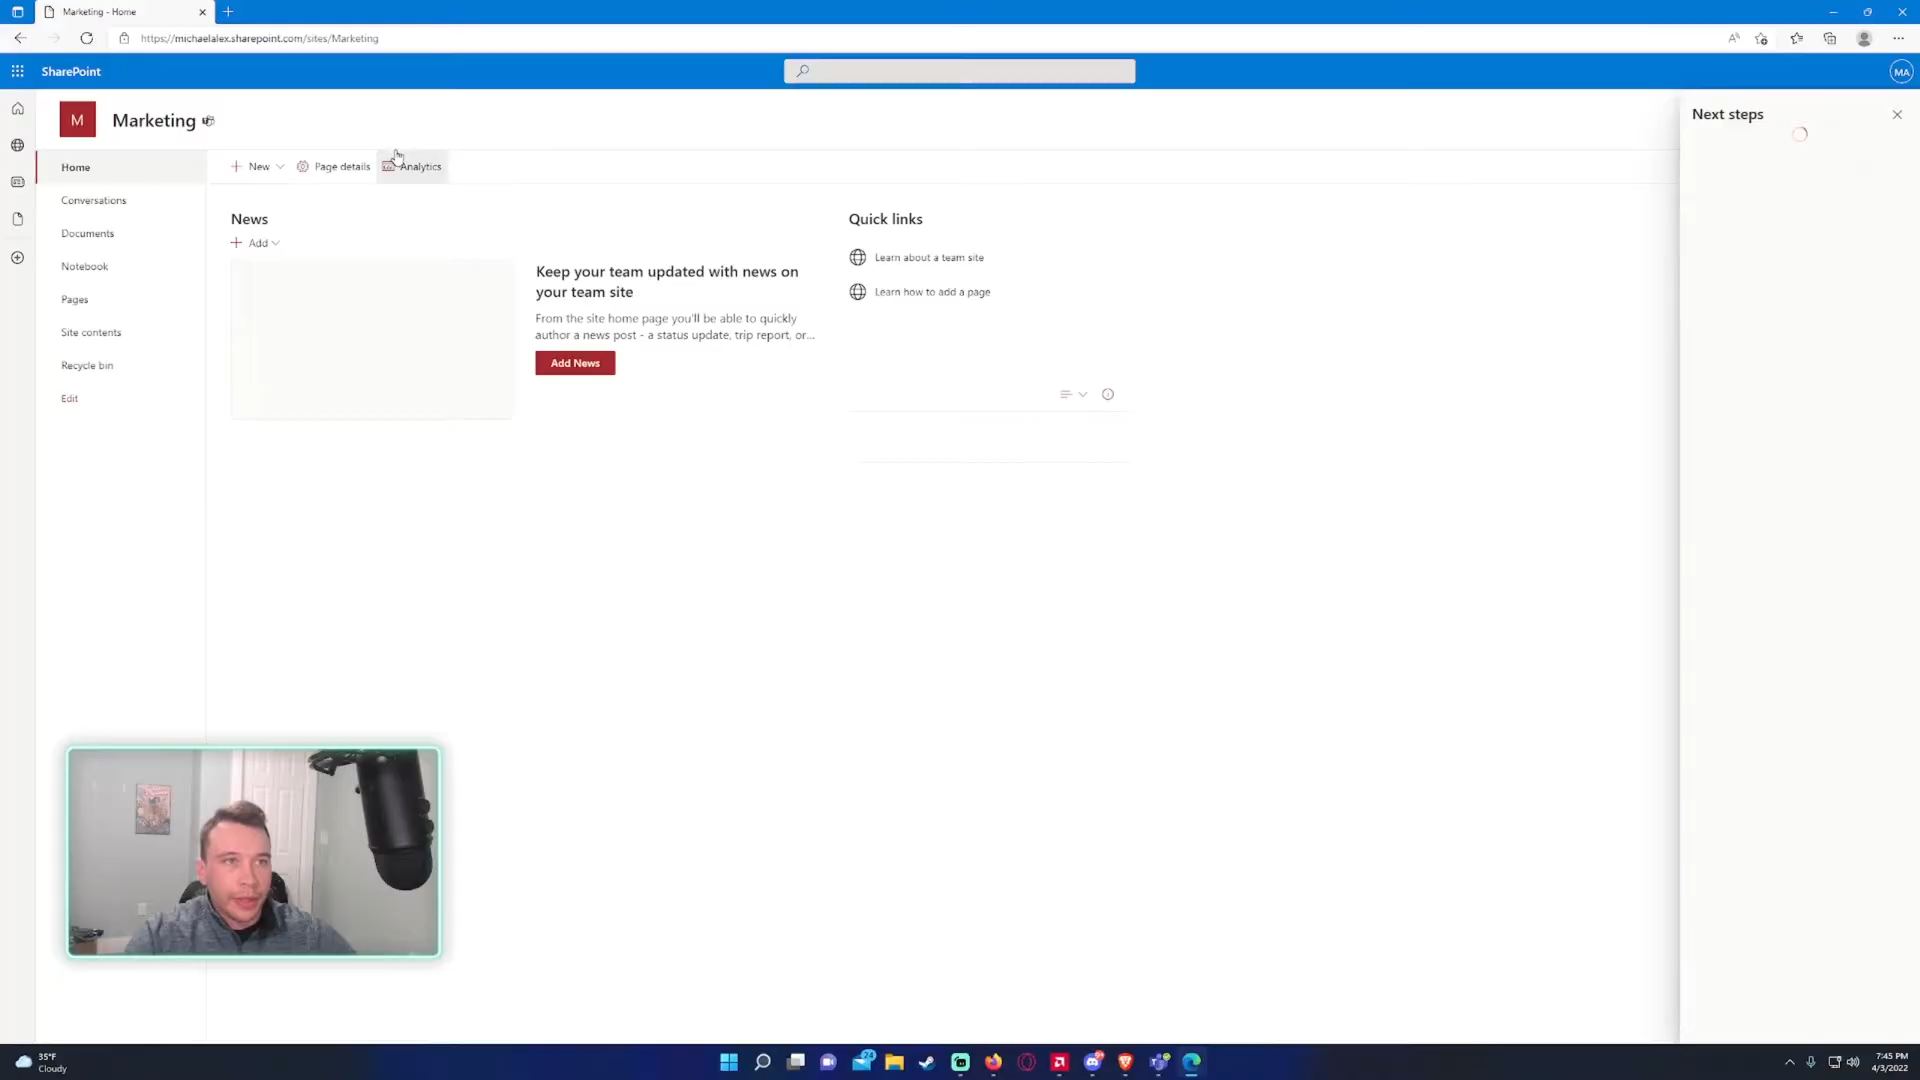 Marketing - Home
https://michaelalex.sharepoint.com/sites/Marketing
SharePoint
MA
M
Marketing
Next steps
Home
New
Page details
Analytics
Conversations
Documents
Notebook
Pages
Site contents
Recycle bin
Edit
News
Add
Keep your team updated with news on
your team site
From the site home page you'll be able to quickly
author a news post - a status update, trip report, or...
Add News
Quick links
Learn about a team site
Learn how to add a page
35°F
Cloudy
24
7:45 PM
4/3/2022